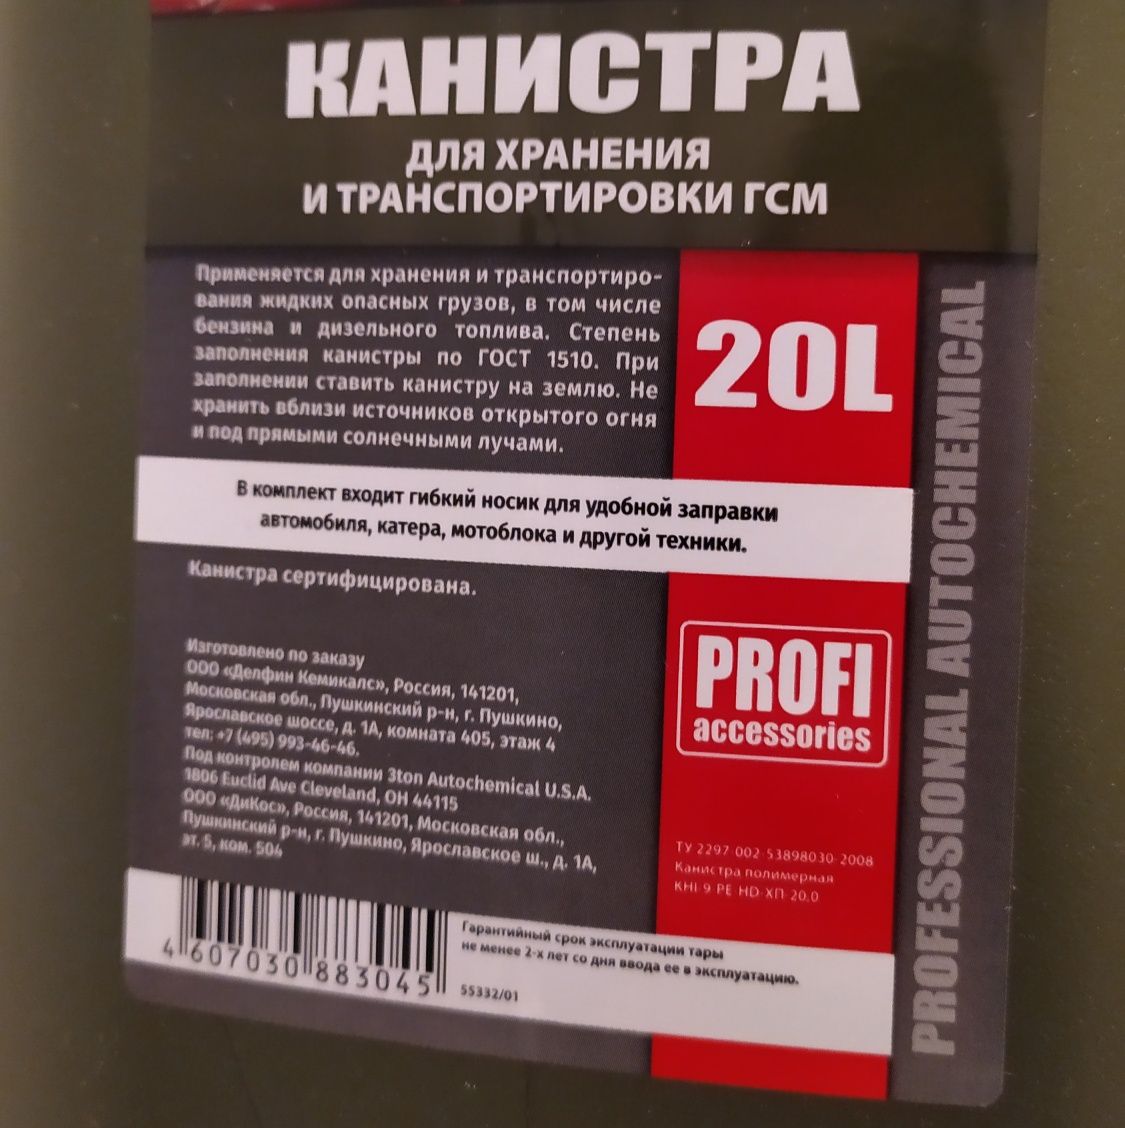 КАНИСТРА
ДЛЯ ХРАНЕНИЯ
И ТРАНСПОРТИРОВКИ ГСМ
Применяется для хранения и транспортиро-
вания жидких опасных грузов, в том числе
бензина и дизельного топлива. Степень
заполнения канистры по ГОСТ 1510. При
заполнении ставить канистру на землю. Не
хранить вблизи источников открытого огня
и под прямыми солнечными лучами.
20L
В комплект входит гибкий носик для удобной заправки
автомобиля, катера, мотоблока и другой техники.
Канистра сертифицирована.
Изготовлено по заказу
ООО «Делфин Кемикалс», Россия, 141201,
Московская обл., Пушкинский р-н, г. Пушкино,
Ярославское шоссе, д. 1А, комната 405, этаж 4
тел: +7 (495) 993-46-46.
Под контролем компании 3ton Autochemical U.S.A.
1806 Euclid Ave Cleveland, OH 44115
ООО «ДиКос», Россия, 141201, Московская обл.,
Пушкинский р-н, г. Пушкино, Ярославское ш., д. 1А,
эт. 5, ком. 504
PROFI
accessories
ТУ 2297-002-53898030-2008
Канистра полимерная
КНІ-9-РЕ-HD-ХП-20,0
4 607030 883045
Гарантийный срок эксплуатации тары
не менее 2-х лет со дня ввода ее в эксплуатацию.
55332/01
PROFESSIONAL AUTOCHEMICAL